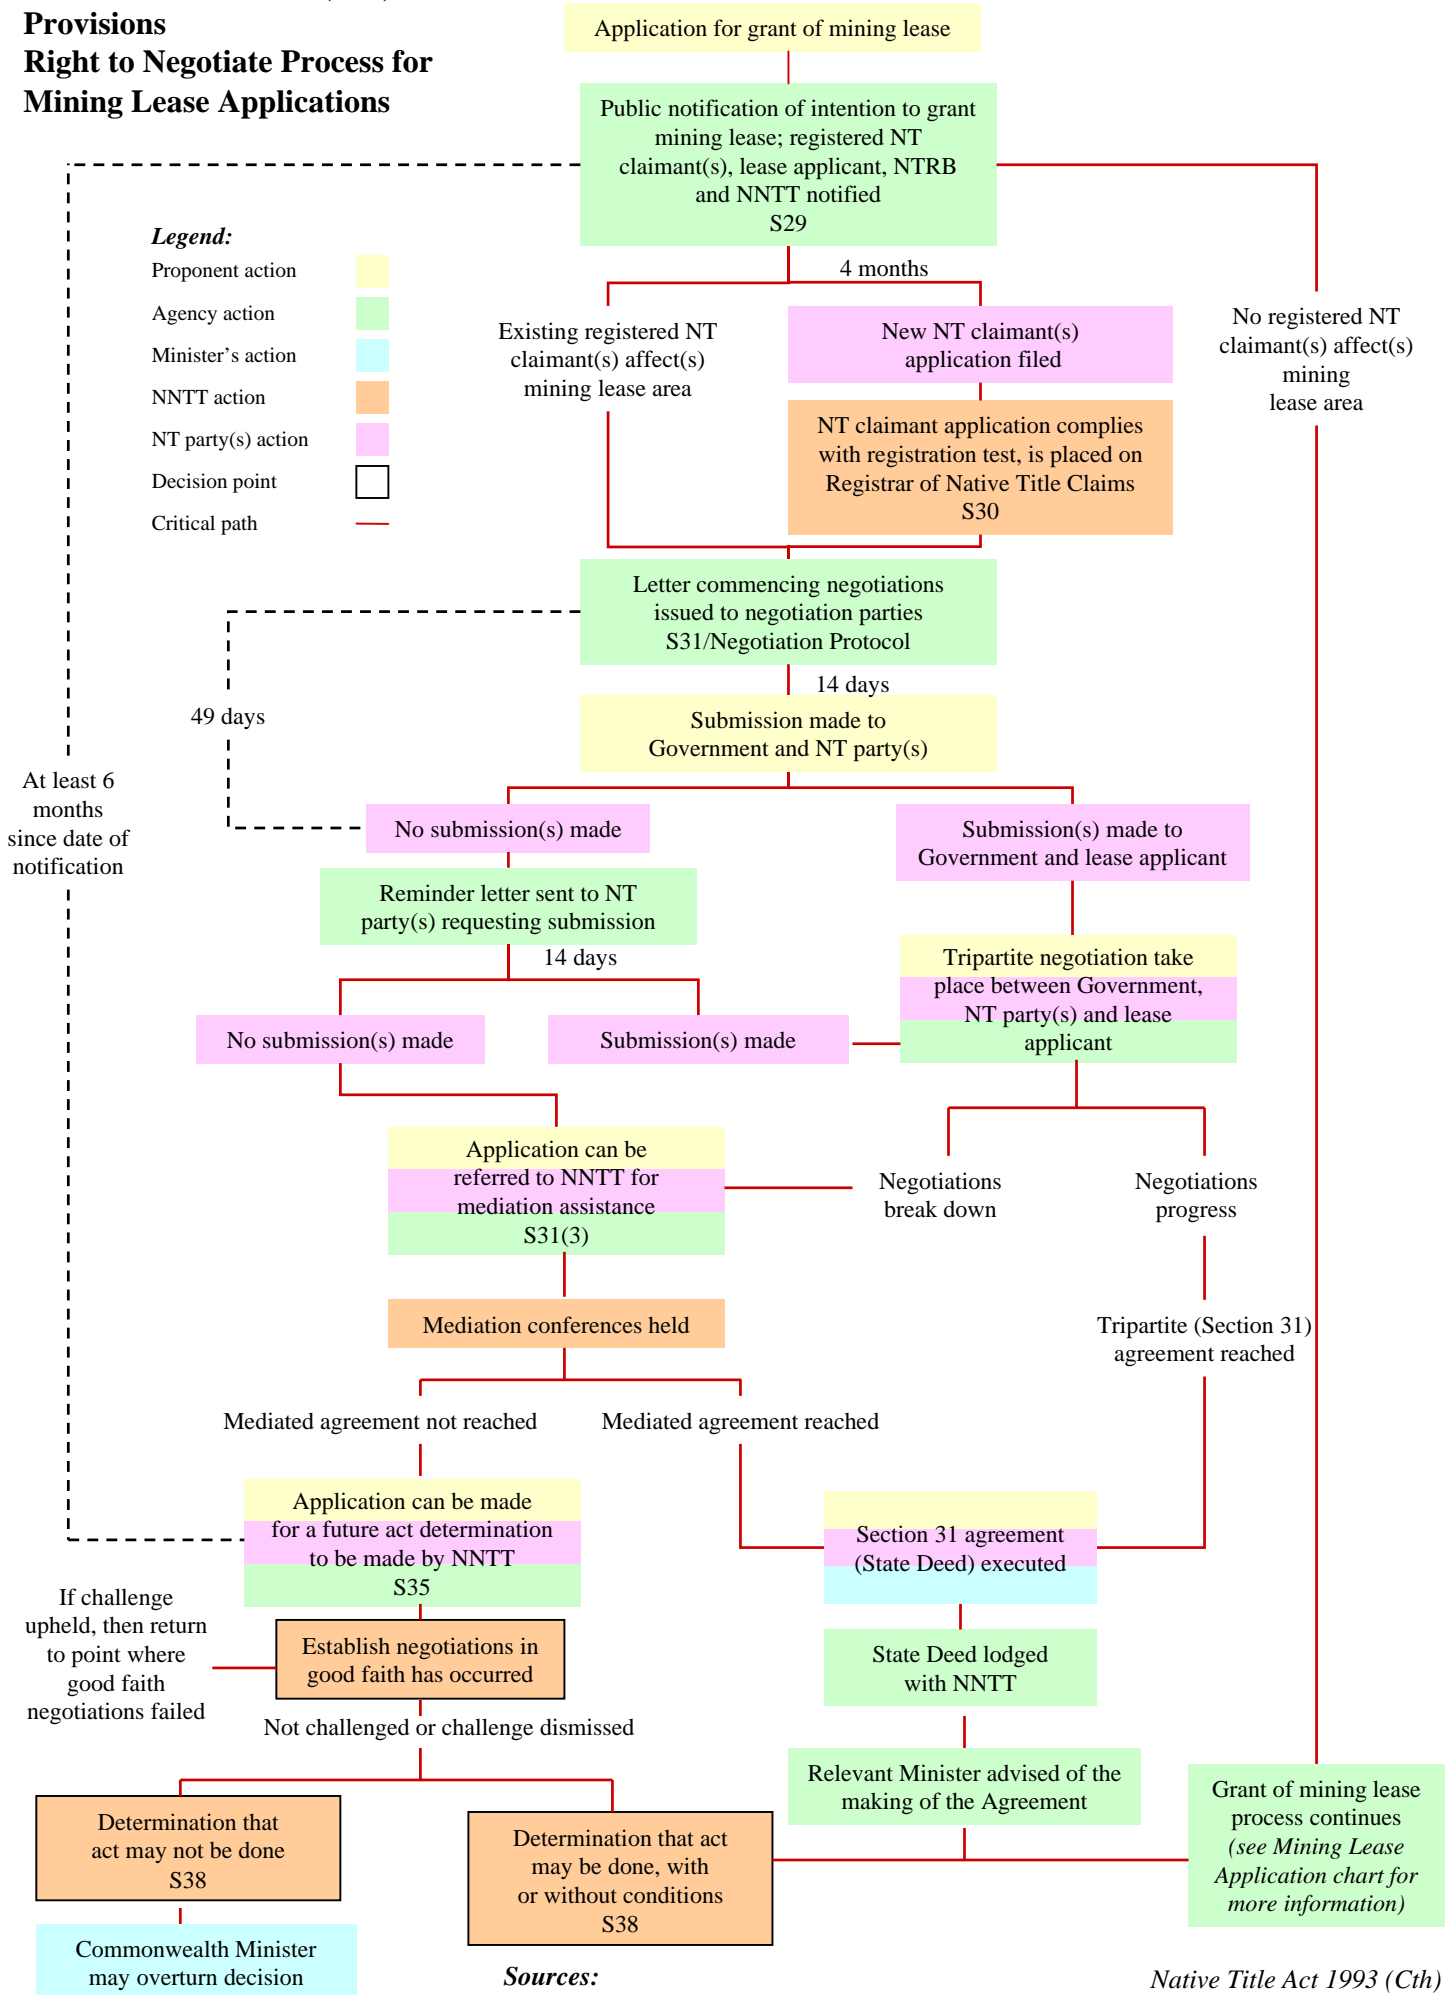 Provisions
Right to Negotiate Process for
Mining Lease Applications
Application for grant of mining lease
Public notification of intention to grant
mining lease; registered NT
claimant(s), lease applicant, NTRB
and NNTT notified
S29
Legend:
Proponent action
Agency action
Minister's action
NNTT action
NT party(s) action
Decision point
Critical path
4 months
Existing registered NT
claimant(s) affect(s)
mining lease area
New NT claimant(s)
application filed
No registered NT
claimant(s) affect(s)
mining
lease area
NT claimant application complies
with registration test, is placed on
Registrar of Native Title Claims
S30
Letter commencing negotiations
issued to negotiation parties
S31/Negotiation Protocol
14 days
49 days
Submission made to
Government and NT party(s)
At least 6
months
since date of
notification
No submission(s) made
Submission(s) made to
Government and lease applicant
Reminder letter sent to NT
party(s) requesting submission
14 days
Tripartite negotiation take
place between Government,
NT party(s) and lease
applicant
No submission(s) made
Submission(s) made
Application can be
referred to NNTT for
mediation assistance
S31(3)
Negotiations
break down
Negotiations
progress
Mediation conferences held
Tripartite (Section 31)
agreement reached
Mediated agreement not reached
Mediated agreement reached
Application can be made
for a future act determination
to be made by NNTT
S35
Section 31 agreement
(State Deed) executed
If challenge
upheld, then return
to point where
good faith
negotiations failed
Establish negotiations in
good faith has occurred
State Deed lodged
with NNTT
Not challenged or challenge dismissed
Relevant Minister advised of the
making of the Agreement
Grant of mining lease
process continues
(see Mining Lease
Application chart for
more information)
Determination that
act may not be done
S38
Determination that act
may be done, with
or without conditions
S38
Commonwealth Minister
may overturn decision
Sources:
Native Title Act 1993 (Cth)